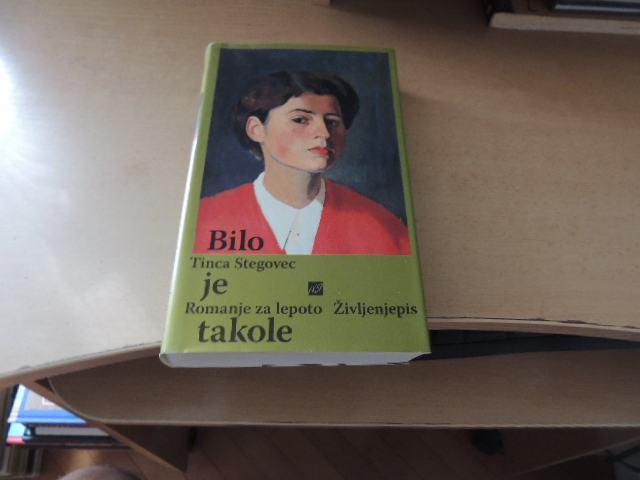 Bilo
Tinca Stegovec
je
Romanje za lepoto Življenjepis
takole